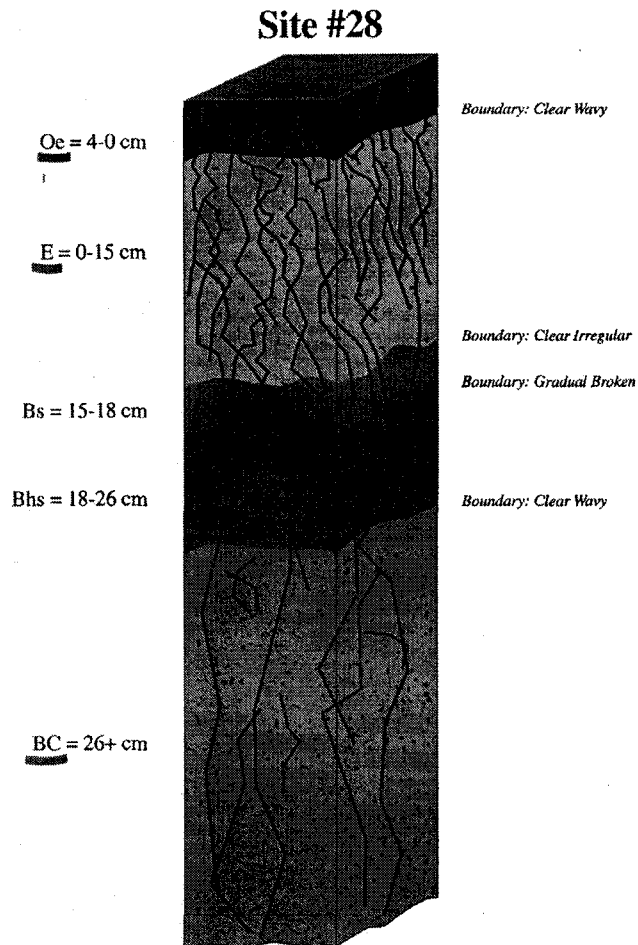 Site #28
Boundary: Clear Wavy
Oe = 4-0 cm
E = 0-15 cm
Boundary: Clear Irregular
Boundary: Gradual Broken
Bs = 15-18 cm
Bhs = 18-26 cm
Boundary: Clear Wavy
BC = 26+ cm